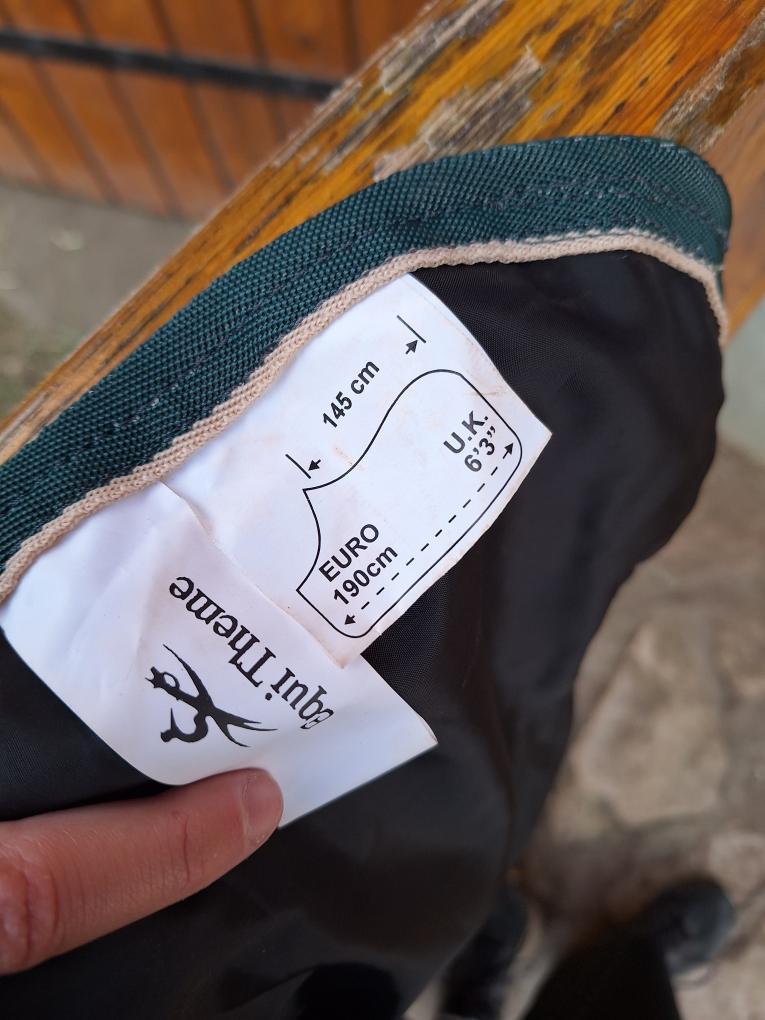 145 cm
U.K.
6'3"
EURO
190cm
Equi Theme